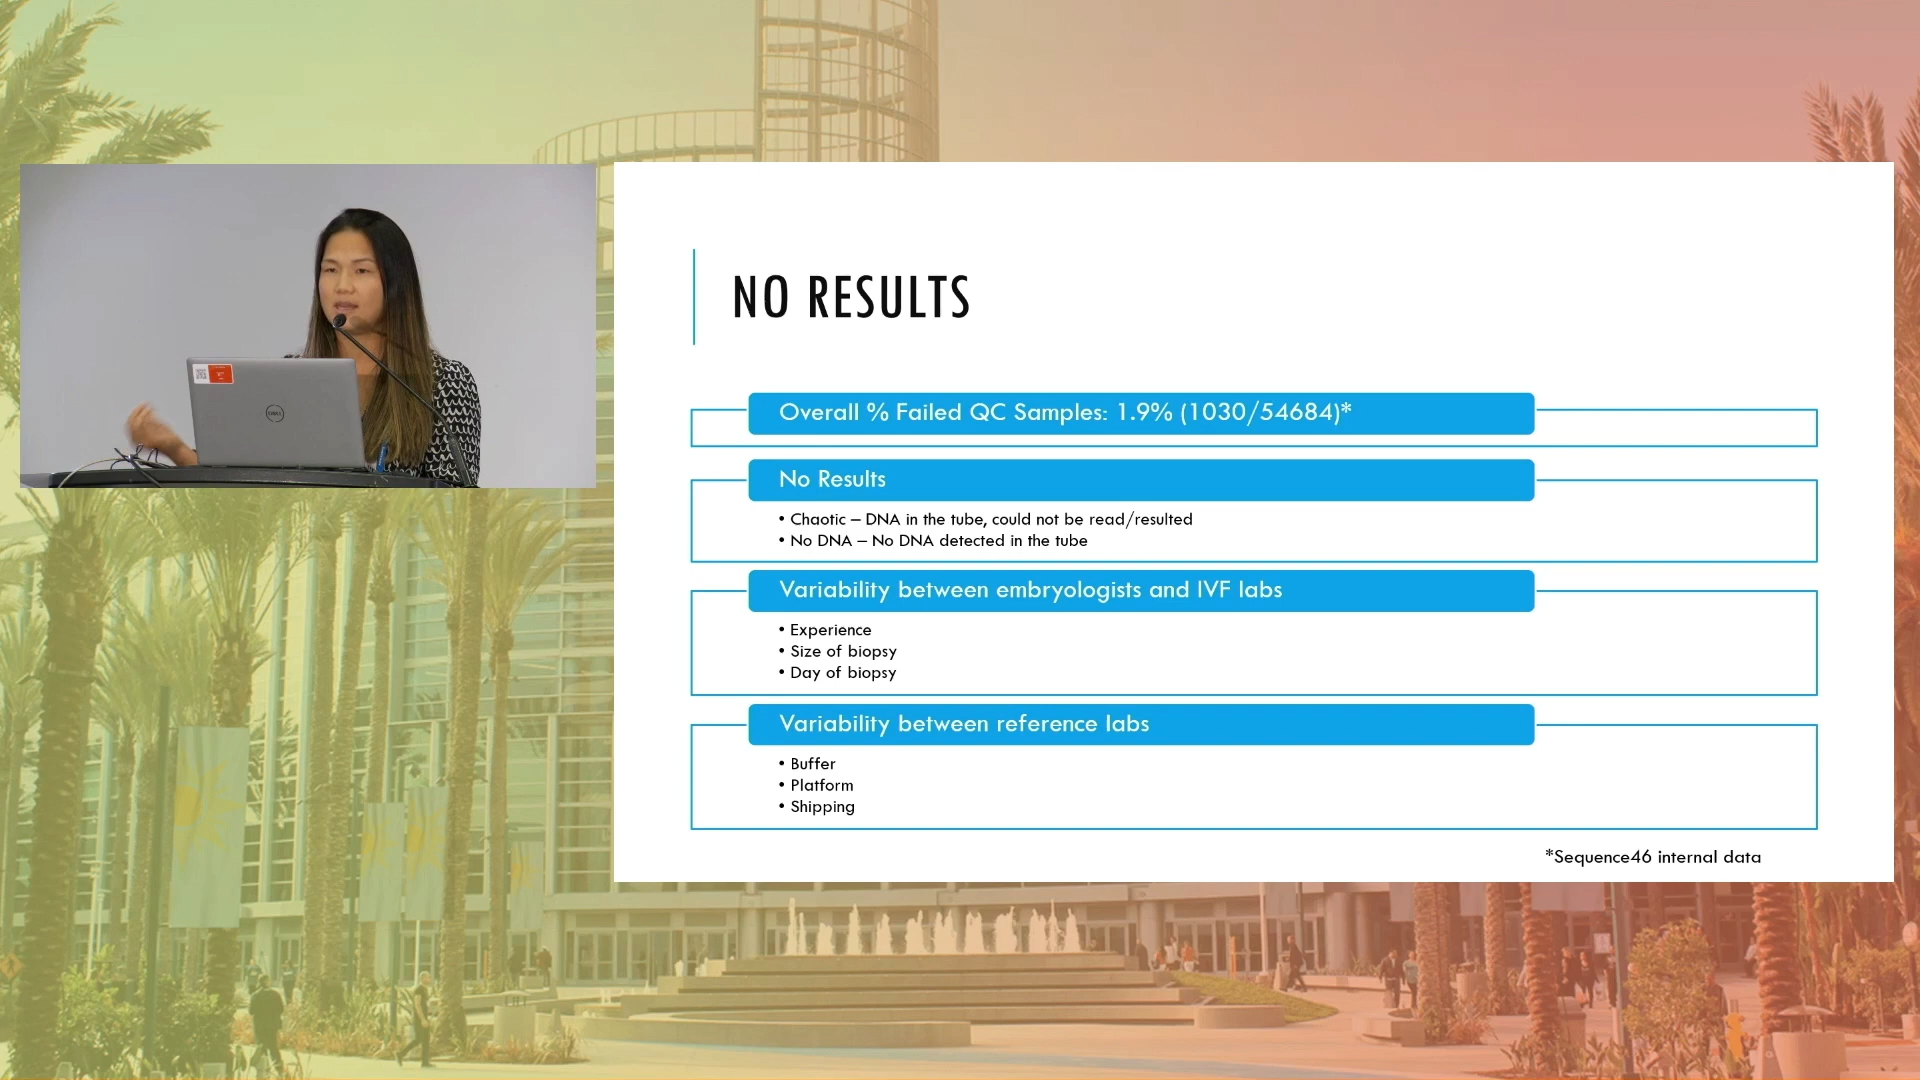 NO RESULTS
Overall % Failed QC Samples: 1.9% (1030/54684)*
No Results
• Chaotic – DNA in the tube, could not be read/resulted
• No DNA – No DNA detected in the tube
Variability between embryologists and IVF labs
• Experience
• Size of biopsy
• Day of biopsy
Variability between reference labs
• Buffer
• Platform
• Shipping
*Sequence46 internal data
DELL